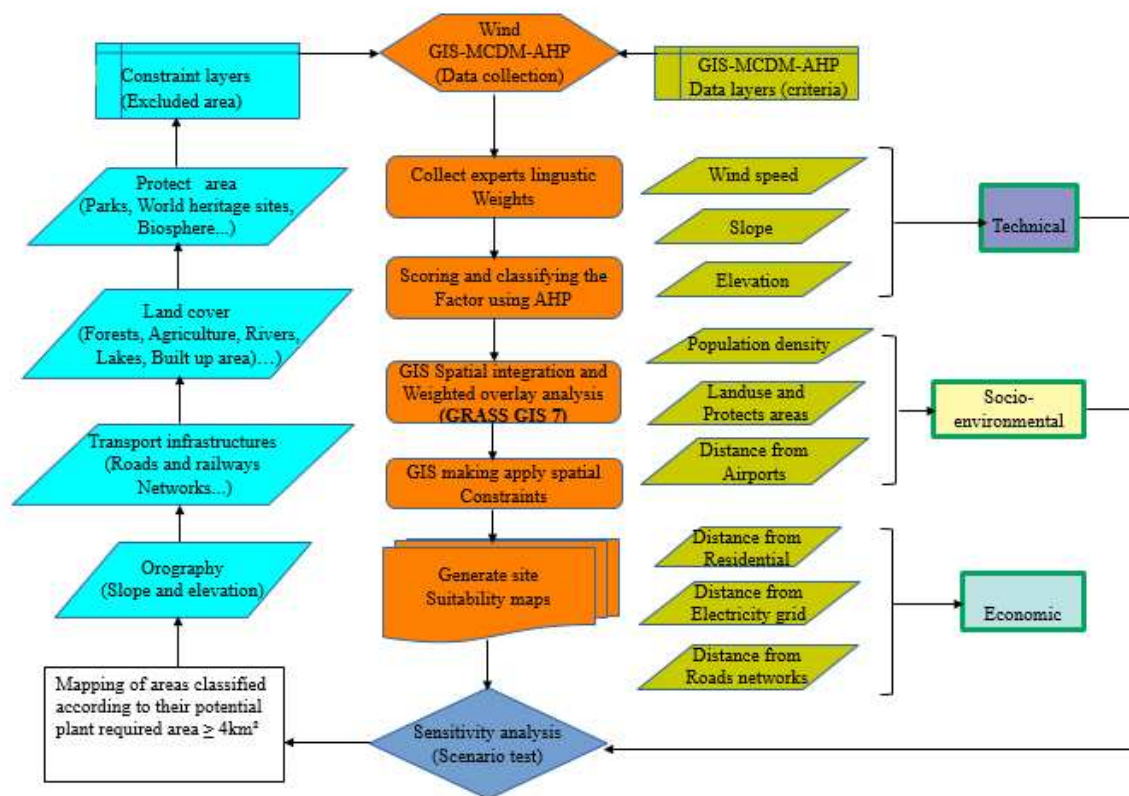 Wind
GIS-MCDM-AHP
(Data collection)
Constraint layers
(Excluded area)
GIS-MCDM-AHP
Data layers (criteria)
Protect area
(Parks, World heritage sites,
Biosphere...)
Land cover
(Forests, Agriculture, Rivers,
Lakes, Built up area)…)
Transport infrastructures
(Roads and railways
Networks...)
Orography
(Slope and elevation)
Mapping of areas classified
according to their potential
plant required area ≥ 4km²
Collect experts lingustic
Weights
Scoring and classifying the
Factor using AHP
GIS Spatial integration and
Weighted overlay analysis
(GRASS GIS 7)
GIS making apply spatial
Constraints
Generate site
Suitability maps
Sensitivity analysis
(Scenario test)
Wind speed
Slope
Elevation
Population density
Landuse and
Protects areas
Distance from
Airports
Distance from
Residential
Distance from
Electricity grid
Distance from
Roads networks
Technical
Socio-
environmental
Economic